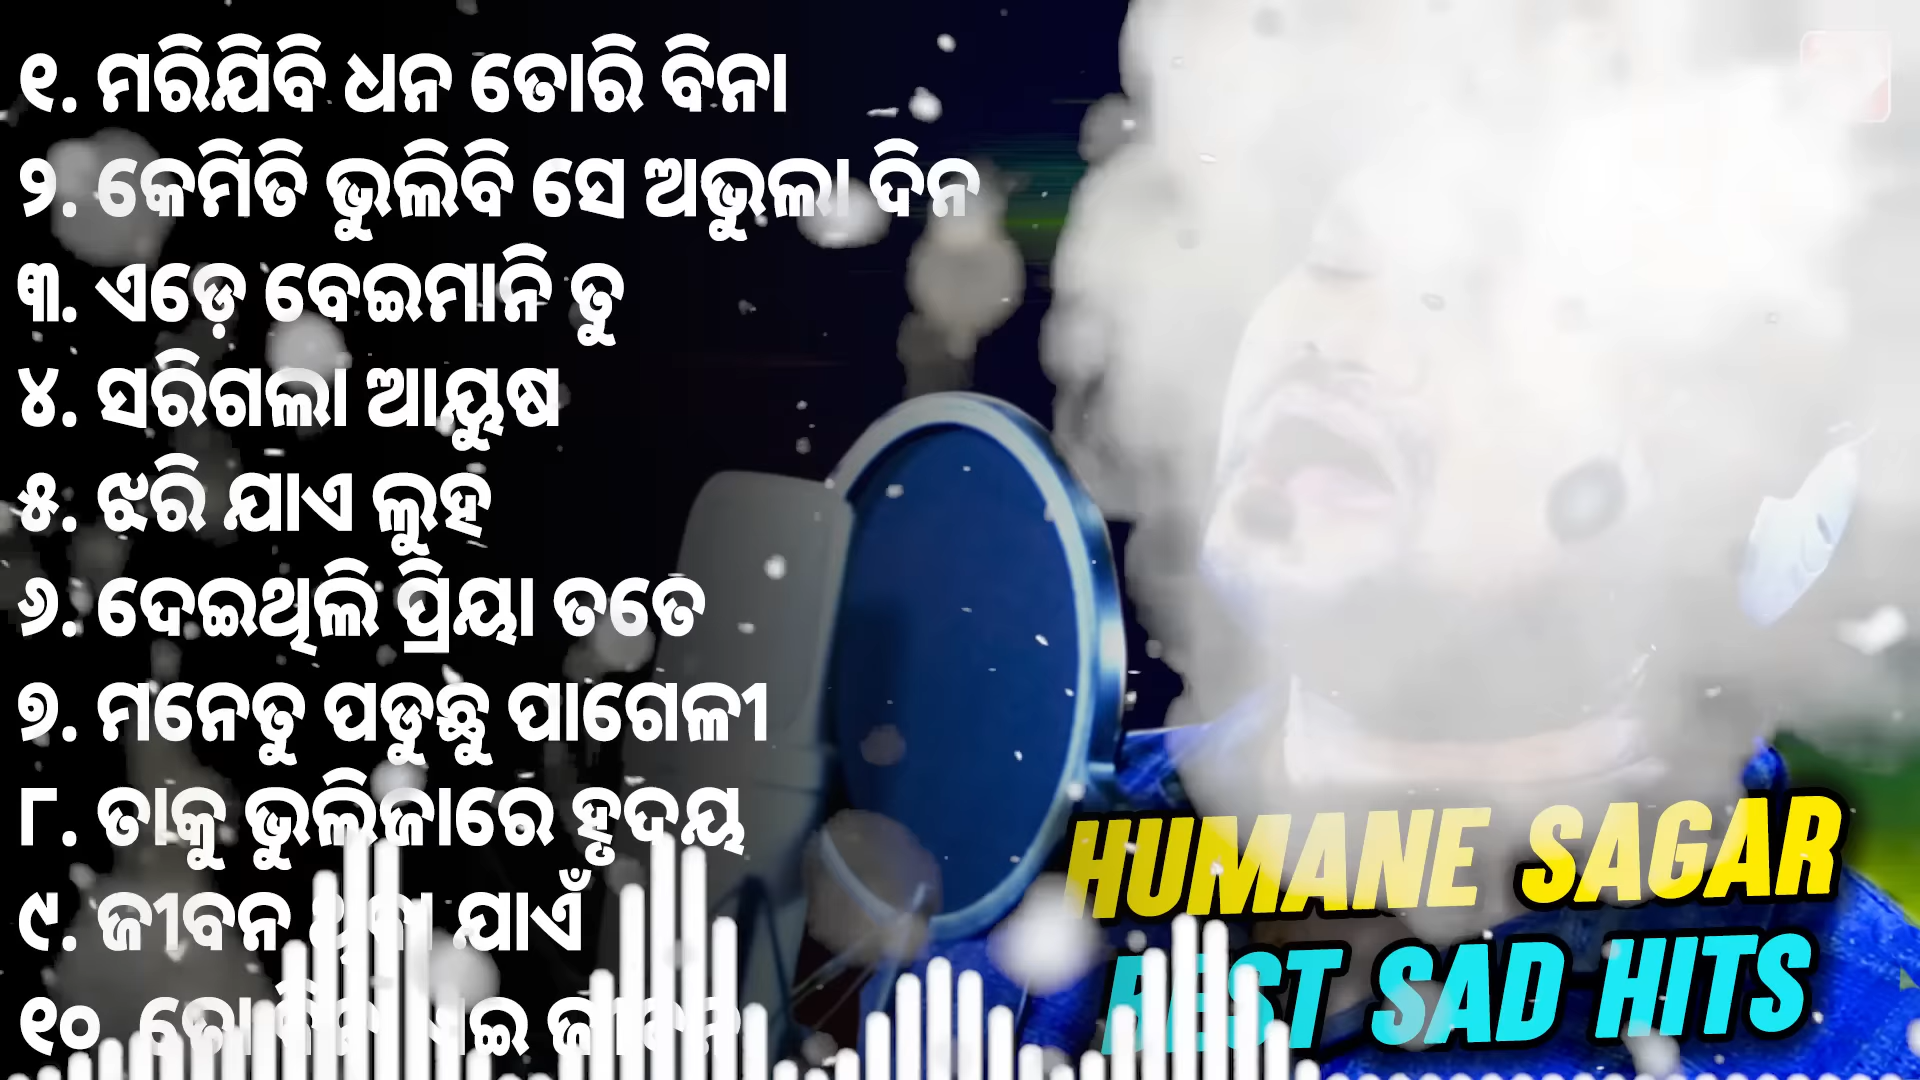 ୧. ମରିଯିବି ଧନ ତୋରି ବିନା
୨. କେମିତି ଭୁଲିବି ସେ ଅଭୁଲା ଦିନ
୩. ଏଡ଼େ ବେଇମାନି ତୁ
୪. ସରିଗଲା ଆୟୁଷ
୫. ଝରି ଯାଏ ଲୁହ
୬. ଦେଇଥିଲି ପ୍ରିୟା ତତେ
୭. ମନେତୁ ପଡୁଛୁ ପାଗେଳୀ
୮. ତାକୁ ଭୁଲିଜାରେ ହୃଦୟ
୯. ଜୀବନ ଥିବା ଯାଏଁ
୧୦. ତୋ
HUMANE SAGAR
BEST SAD HITS